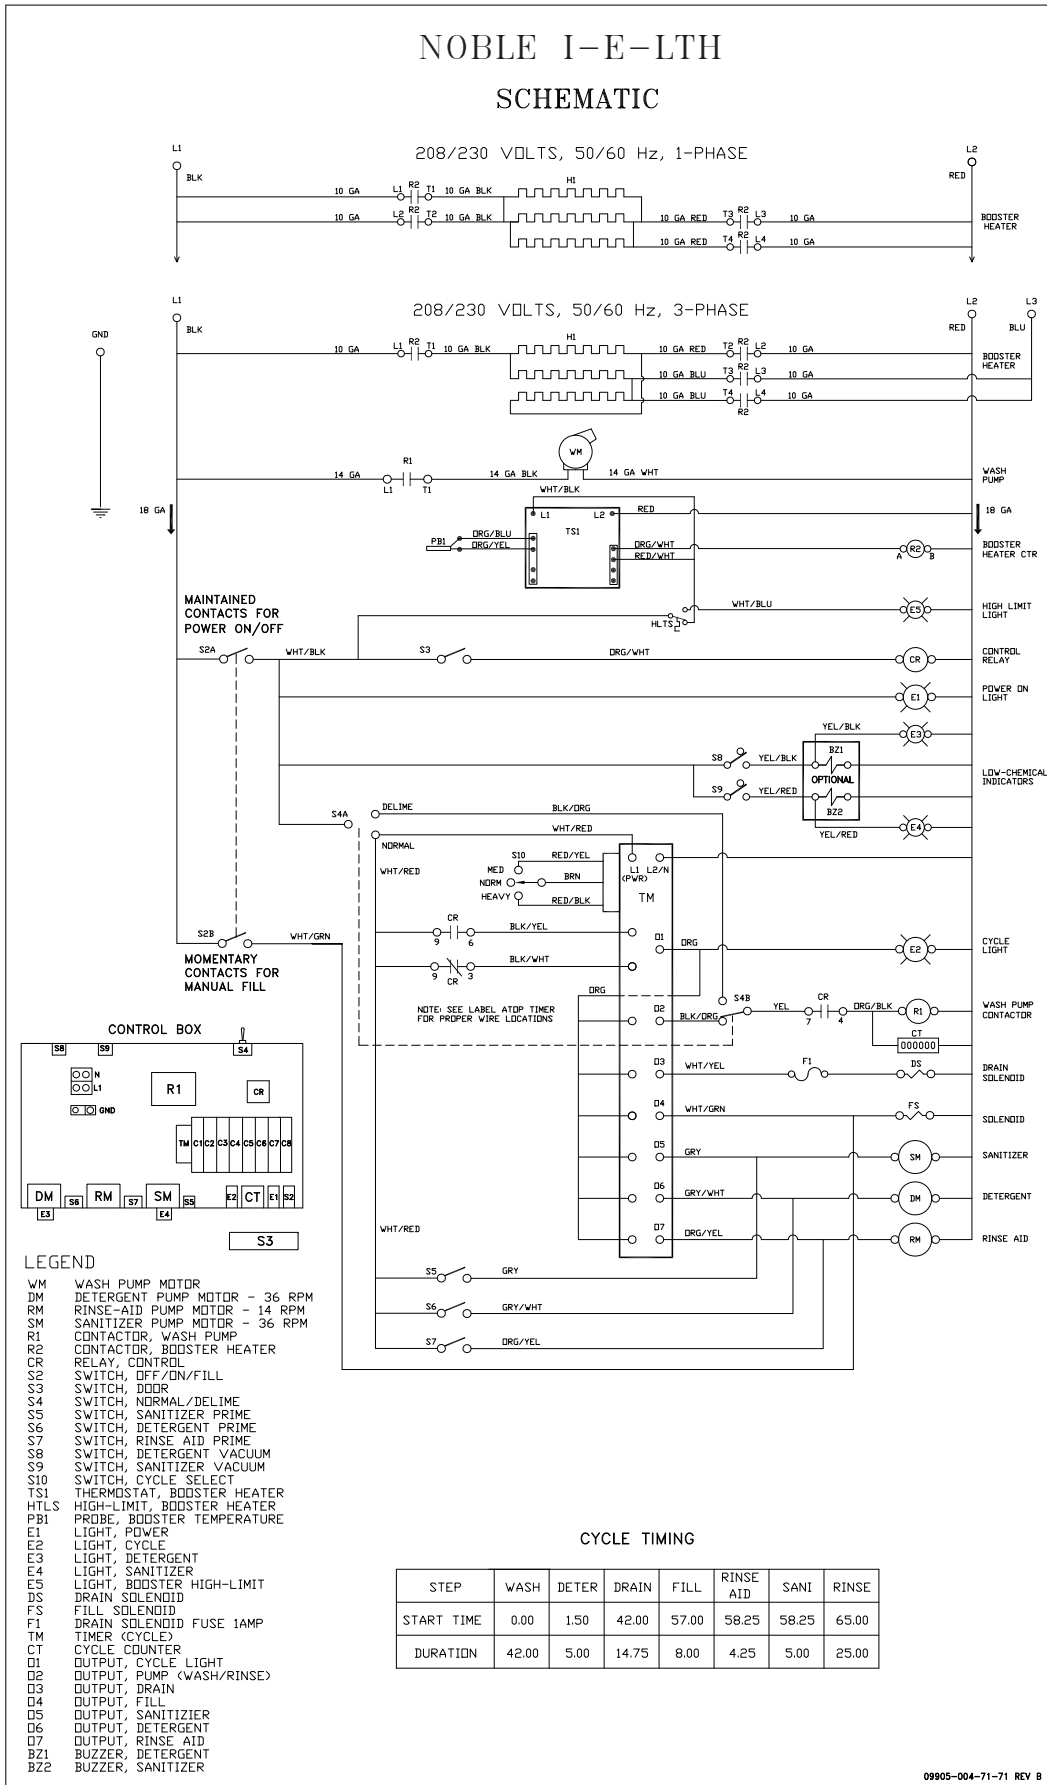 NOBLE I-E-LTH
SCHEMATIC
208/230 VOLTS, 50/60 Hz, 1-PHASE
L1
L2
BLK
RED
10 GA L1 R2 T1 10 GA BLK H1
10 GA L2 R2 T2 10 GA BLK
10 GA RED T3 R2 L3 10 GA
10 GA RED T4 R2 L4 10 GA
BOOSTER
HEATER
208/230 VOLTS, 50/60 Hz, 3-PHASE
L1
L2
L3
BLK
RED
BLU
GND
10 GA L1 R2 T1 10 GA BLK H1 10 GA RED T2 R2 L2 10 GA
10 GA BLU T3 R2 L3 10 GA
10 GA BLU T4 R2 L4 10 GA
BOOSTER
HEATER
WM
14 GA L1 R1 T1 14 GA BLK 14 GA WHT
WASH
PUMP
WHT/BLK
18 GA
L1 L2 RED
18 GA
TS1
PB1 ORG/BLU
ORG/YEL
ORG/WHT
RED/WHT
A R2 B
BOOSTER
HEATER CTR
MAINTAINED
CONTACTS FOR
POWER ON/OFF
WHT/BLU
E5
HIGH LIMIT
LIGHT
HLTS
2
S2A WHT/BLK S3 ORG/WHT CR
CONTROL
RELAY
E1
POWER ON
LIGHT
YEL/BLK E3
S8 YEL/BLK BZ1
OPTIONAL
S9 YEL/RED BZ2
LOW-CHEMICAL
INDICATORS
YEL/RED E4
S4A DELIME BLK/ORG
NORMAL WHT/RED
WHT/RED
S10
MED RED/YEL
NORM BRN
HEAVY RED/BLK
L1 L2/N
(PWR)
TM
CR
9 6 BLK/YEL
9 3 BLK/WHT
CR
O1 ORG E2
CYCLE
LIGHT
S2B WHT/GRN
MOMENTARY
CONTACTS FOR
MANUAL FILL
ORG
NOTE: SEE LABEL ATOP TIMER
FOR PROPER WIRE LOCATIONS
O2 BLK/ORG S4B YEL CR 7 4 ORG/BLK R1
WASH PUMP
CONTACTOR
CT
000000
O3 WHT/YEL F1 DS
DRAIN
SOLENOID
O4 WHT/GRN FS
SOLENOID
O5 GRY SM
SANITIZER
O6 GRY/WHT DM
DETERGENT
O7 ORG/YEL RM
RINSE AID
WHT/RED
S5 GRY
S6 GRY/WHT
S7 ORG/YEL
CONTROL BOX
S8 S9 S4
N
L1
GND
R1
CR
TM C1 C2 C3 C4 C5 C6 C7 C8
DM S6 RM S7 SM S5 E2 CT E1 S2
E3 E4
S3
LEGEND
WM WASH PUMP MOTOR
DM DETERGENT PUMP MOTOR - 36 RPM
RM RINSE-AID PUMP MOTOR - 14 RPM
SM SANITIZER PUMP MOTOR - 36 RPM
R1 CONTACTOR, WASH PUMP
R2 CONTACTOR, BOOSTER HEATER
CR RELAY, CONTROL
S2 SWITCH, OFF/ON/FILL
S3 SWITCH, DOOR
S4 SWITCH, NORMAL/DELIME
S5 SWITCH, SANITIZER PRIME
S6 SWITCH, DETERGENT PRIME
S7 SWITCH, RINSE AID PRIME
S8 SWITCH, DETERGENT VACUUM
S9 SWITCH, SANITIZER VACUUM
S10 SWITCH, CYCLE SELECT
TS1 THERMOSTAT, BOOSTER HEATER
HTLS HIGH-LIMIT, BOOSTER HEATER
PB1 PROBE, BOOSTER TEMPERATURE
E1 LIGHT, POWER
E2 LIGHT, CYCLE
E3 LIGHT, DETERGENT
E4 LIGHT, SANITIZER
E5 LIGHT, BOOSTER HIGH-LIMIT
DS DRAIN SOLENOID
FS FILL SOLENOID
F1 DRAIN SOLENOID FUSE 1AMP
TM TIMER (CYCLE)
CT CYCLE COUNTER
O1 OUTPUT, CYCLE LIGHT
O2 OUTPUT, PUMP (WASH/RINSE)
O3 OUTPUT, DRAIN
O4 OUTPUT, FILL
O5 OUTPUT, SANITIZIER
O6 OUTPUT, DETERGENT
O7 OUTPUT, RINSE AID
BZ1 BUZZER, DETERGENT
BZ2 BUZZER, SANITIZER
CYCLE TIMING
STEP WASH DETER DRAIN FILL RINSE AID SANI RINSE
START TIME 0.00 1.50 42.00 57.00 58.25 58.25 65.00
DURATION 42.00 5.00 14.75 8.00 4.25 5.00 25.00
09905-004-71-71 REV B